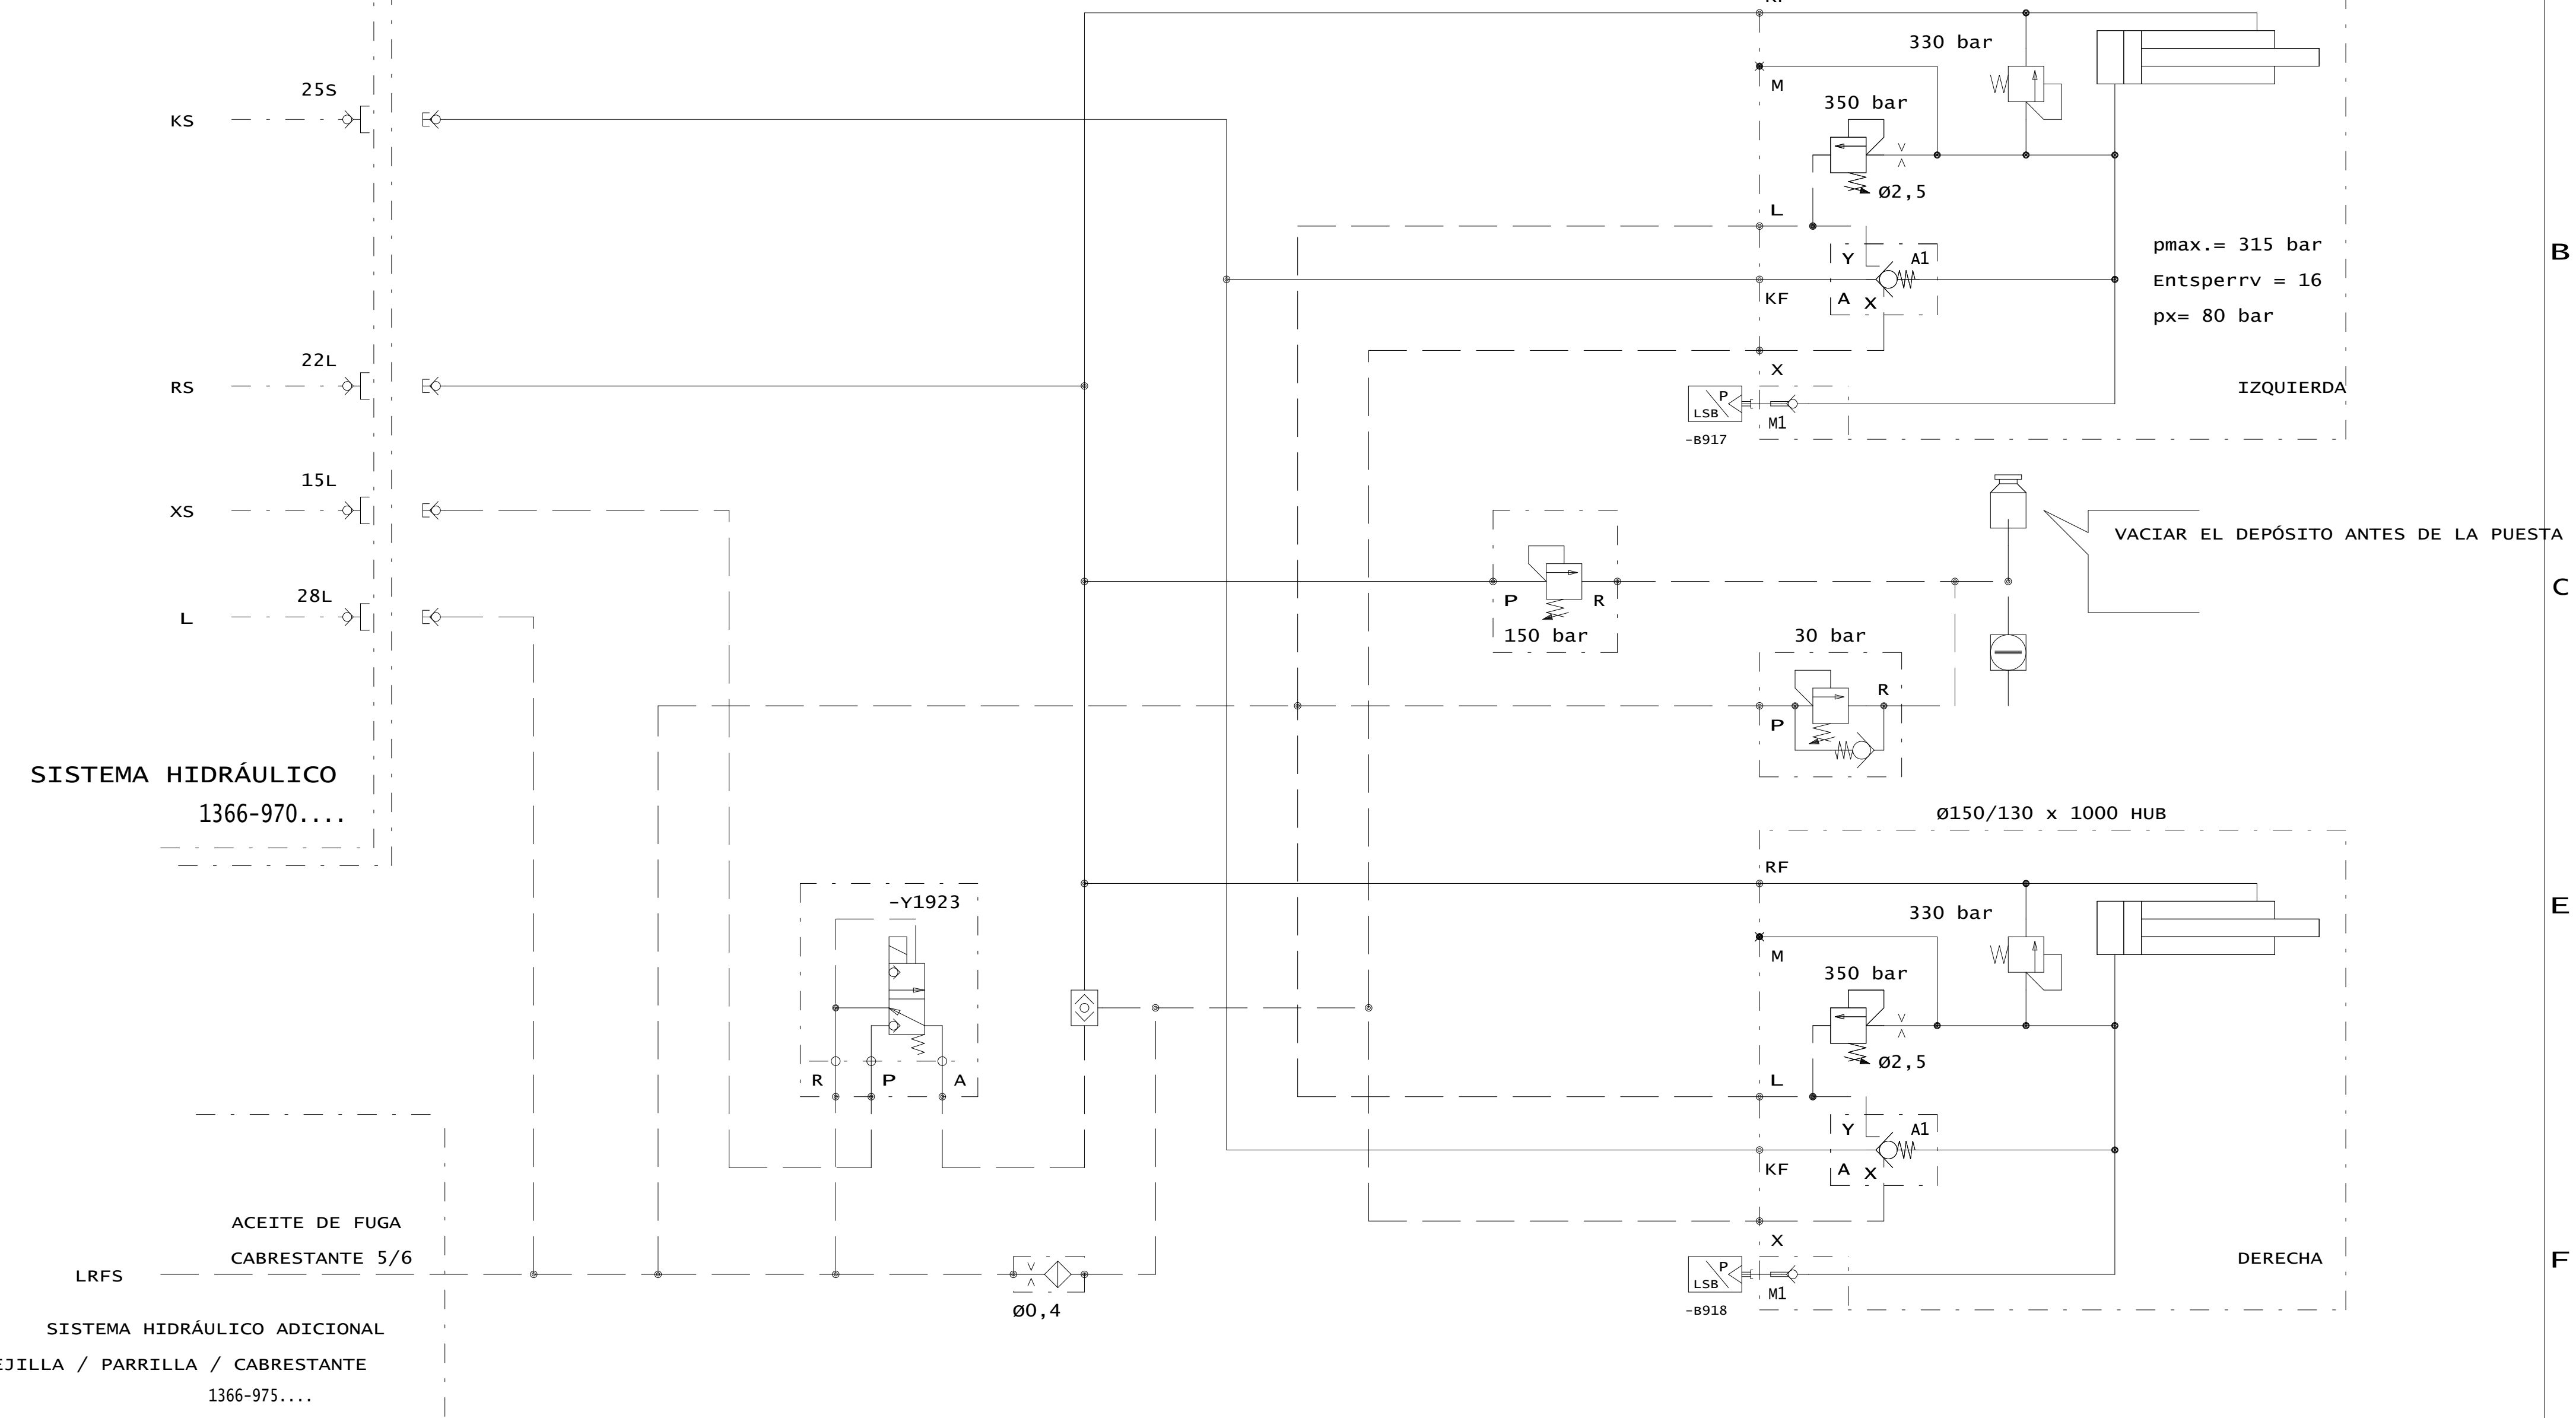 330 bar
25S
M
350 bar
KS
Ø2,5
L
pmax.= 315 bar
B
Y
A1
Entsperrv = 16
KF
A
X
px= 80 bar
22L
X
RS
IZQUIERDA
P
LSB
M1
-B917
15L
XS
VACIAR EL DEPÓSITO ANTES DE LA PUESTA
28L
C
P
R
L
150 bar
30 bar
R
P
SISTEMA HIDRÁULICO
1366-970....
Ø150/130 x 1000 HUB
RF
-Y1923
E
330 bar
M
350 bar
Ø2,5
R
P
A
L
Y
A1
KF
A
X
ACEITE DE FUGA
X
CABRESTANTE 5/6
DERECHA
F
LRFS
P
LSB
M1
Ø0,4
-B918
SISTEMA HIDRÁULICO ADICIONAL
/ PARRILLA / CABRESTANTE
1366-975....